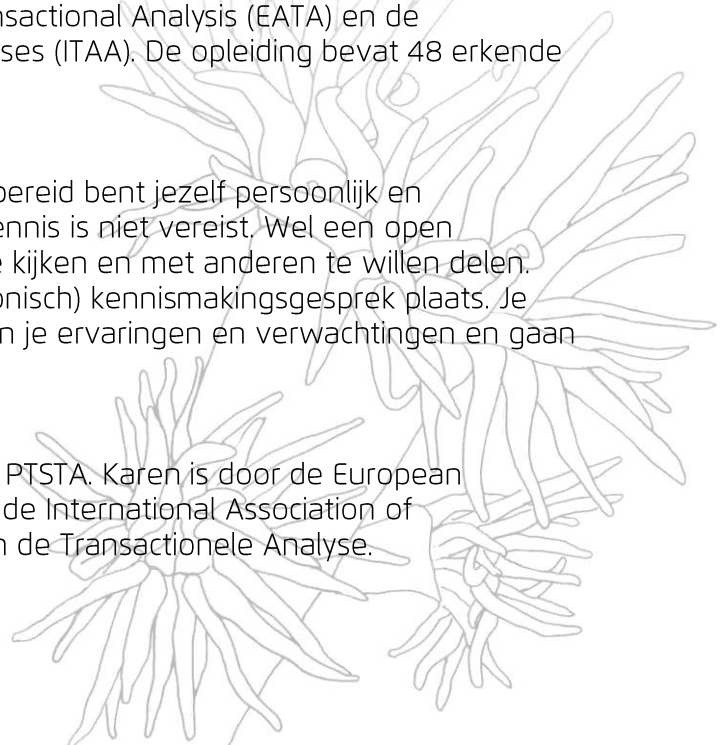 nsactional Analysis (EATA) en de
ses (ITAA). De opleiding bevat 48 erkende
bereid bent jezelf persoonlijk en
ennis is niet vereist. Wel een open
e kijken en met anderen te willen delen.
onisch) kennismakingsgesprek plaats. Je
n je ervaringen en verwachtingen en gaan
PTSTA. Karen is door de European
de International Association of
n de Transactionele Analyse.